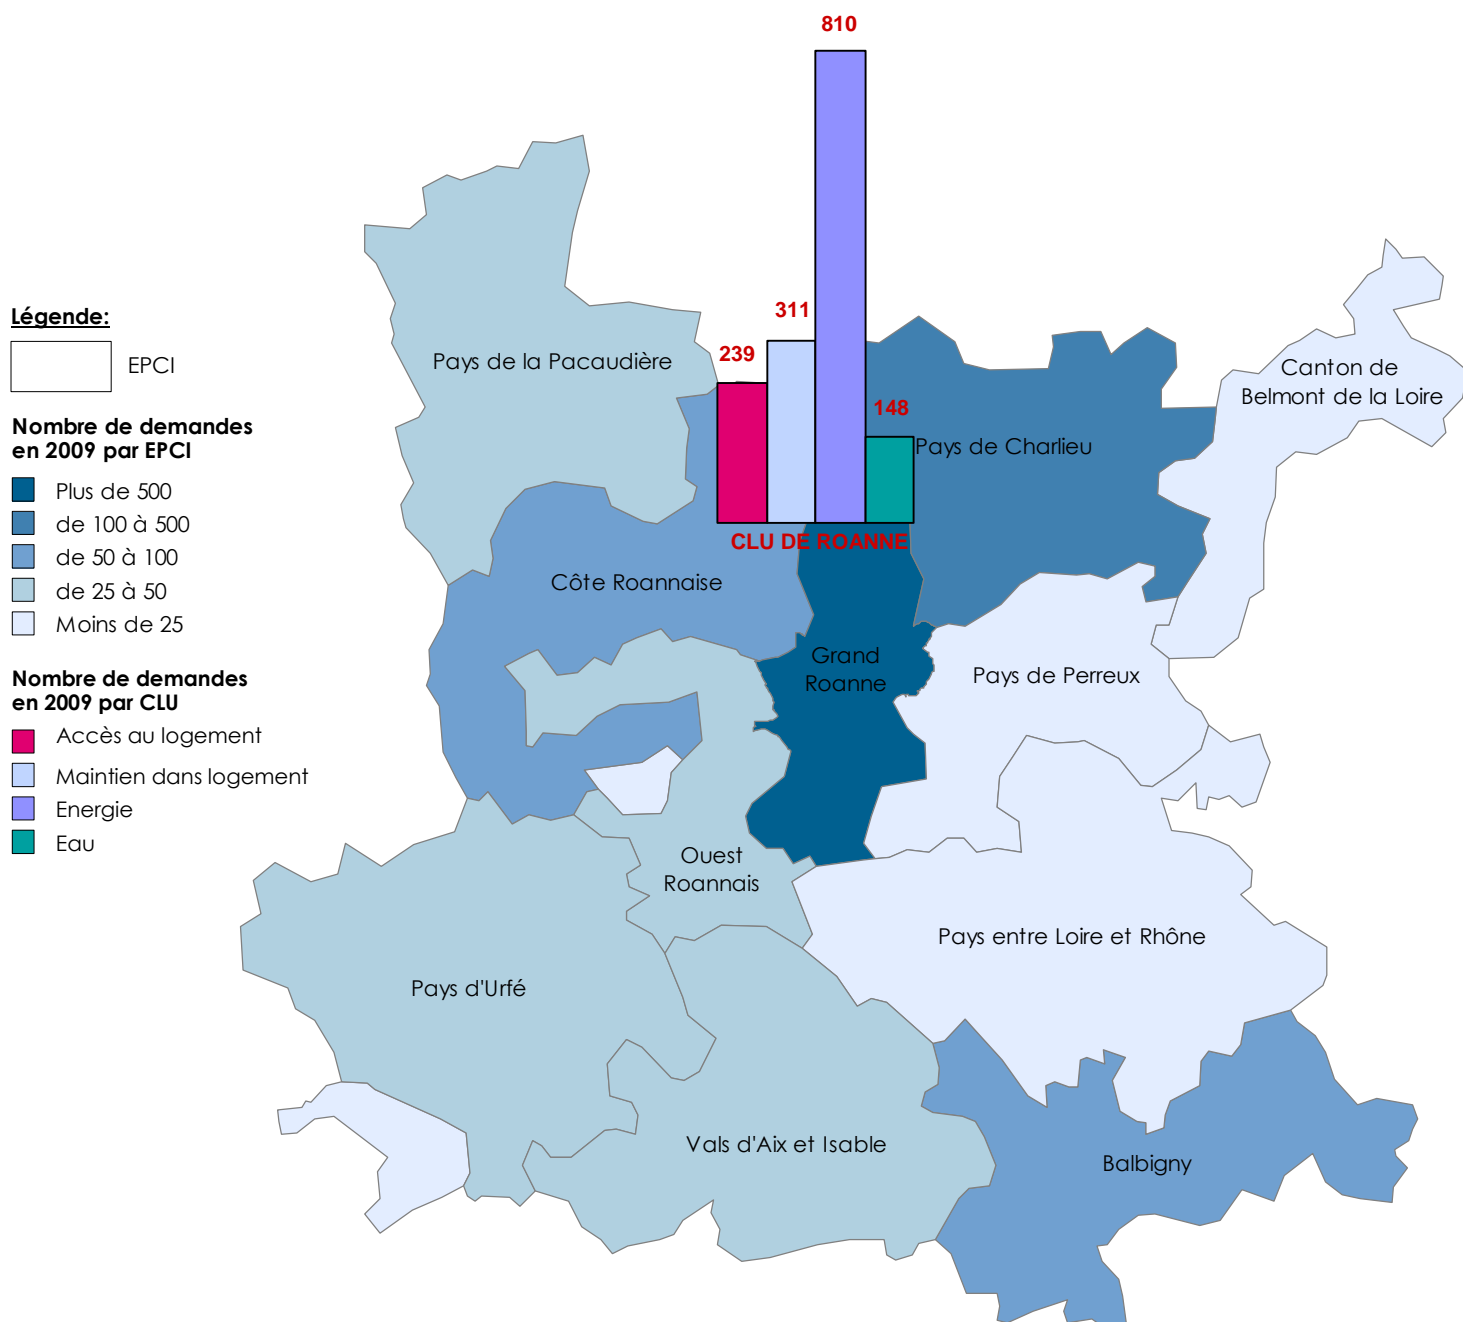 810
311
239
148
Légende:
EPCI
Nombre de demandes
en 2009 par EPCI
Plus de 500
de 100 à 500
de 50 à 100
de 25 à 50
Moins de 25
Nombre de demandes
en 2009 par CLU
Accès au logement
Maintien dans logement
Energie
Eau
Pays de la Pacaudière
Canton de
Belmont de la Loire
Pays de Charlieu
CLU DE ROANNE
Côte Roannaise
Grand
Roanne
Pays de Perreux
Ouest
Roannais
Pays entre Loire et Rhône
Pays d'Urfé
Vals d'Aix et Isable
Balbigny